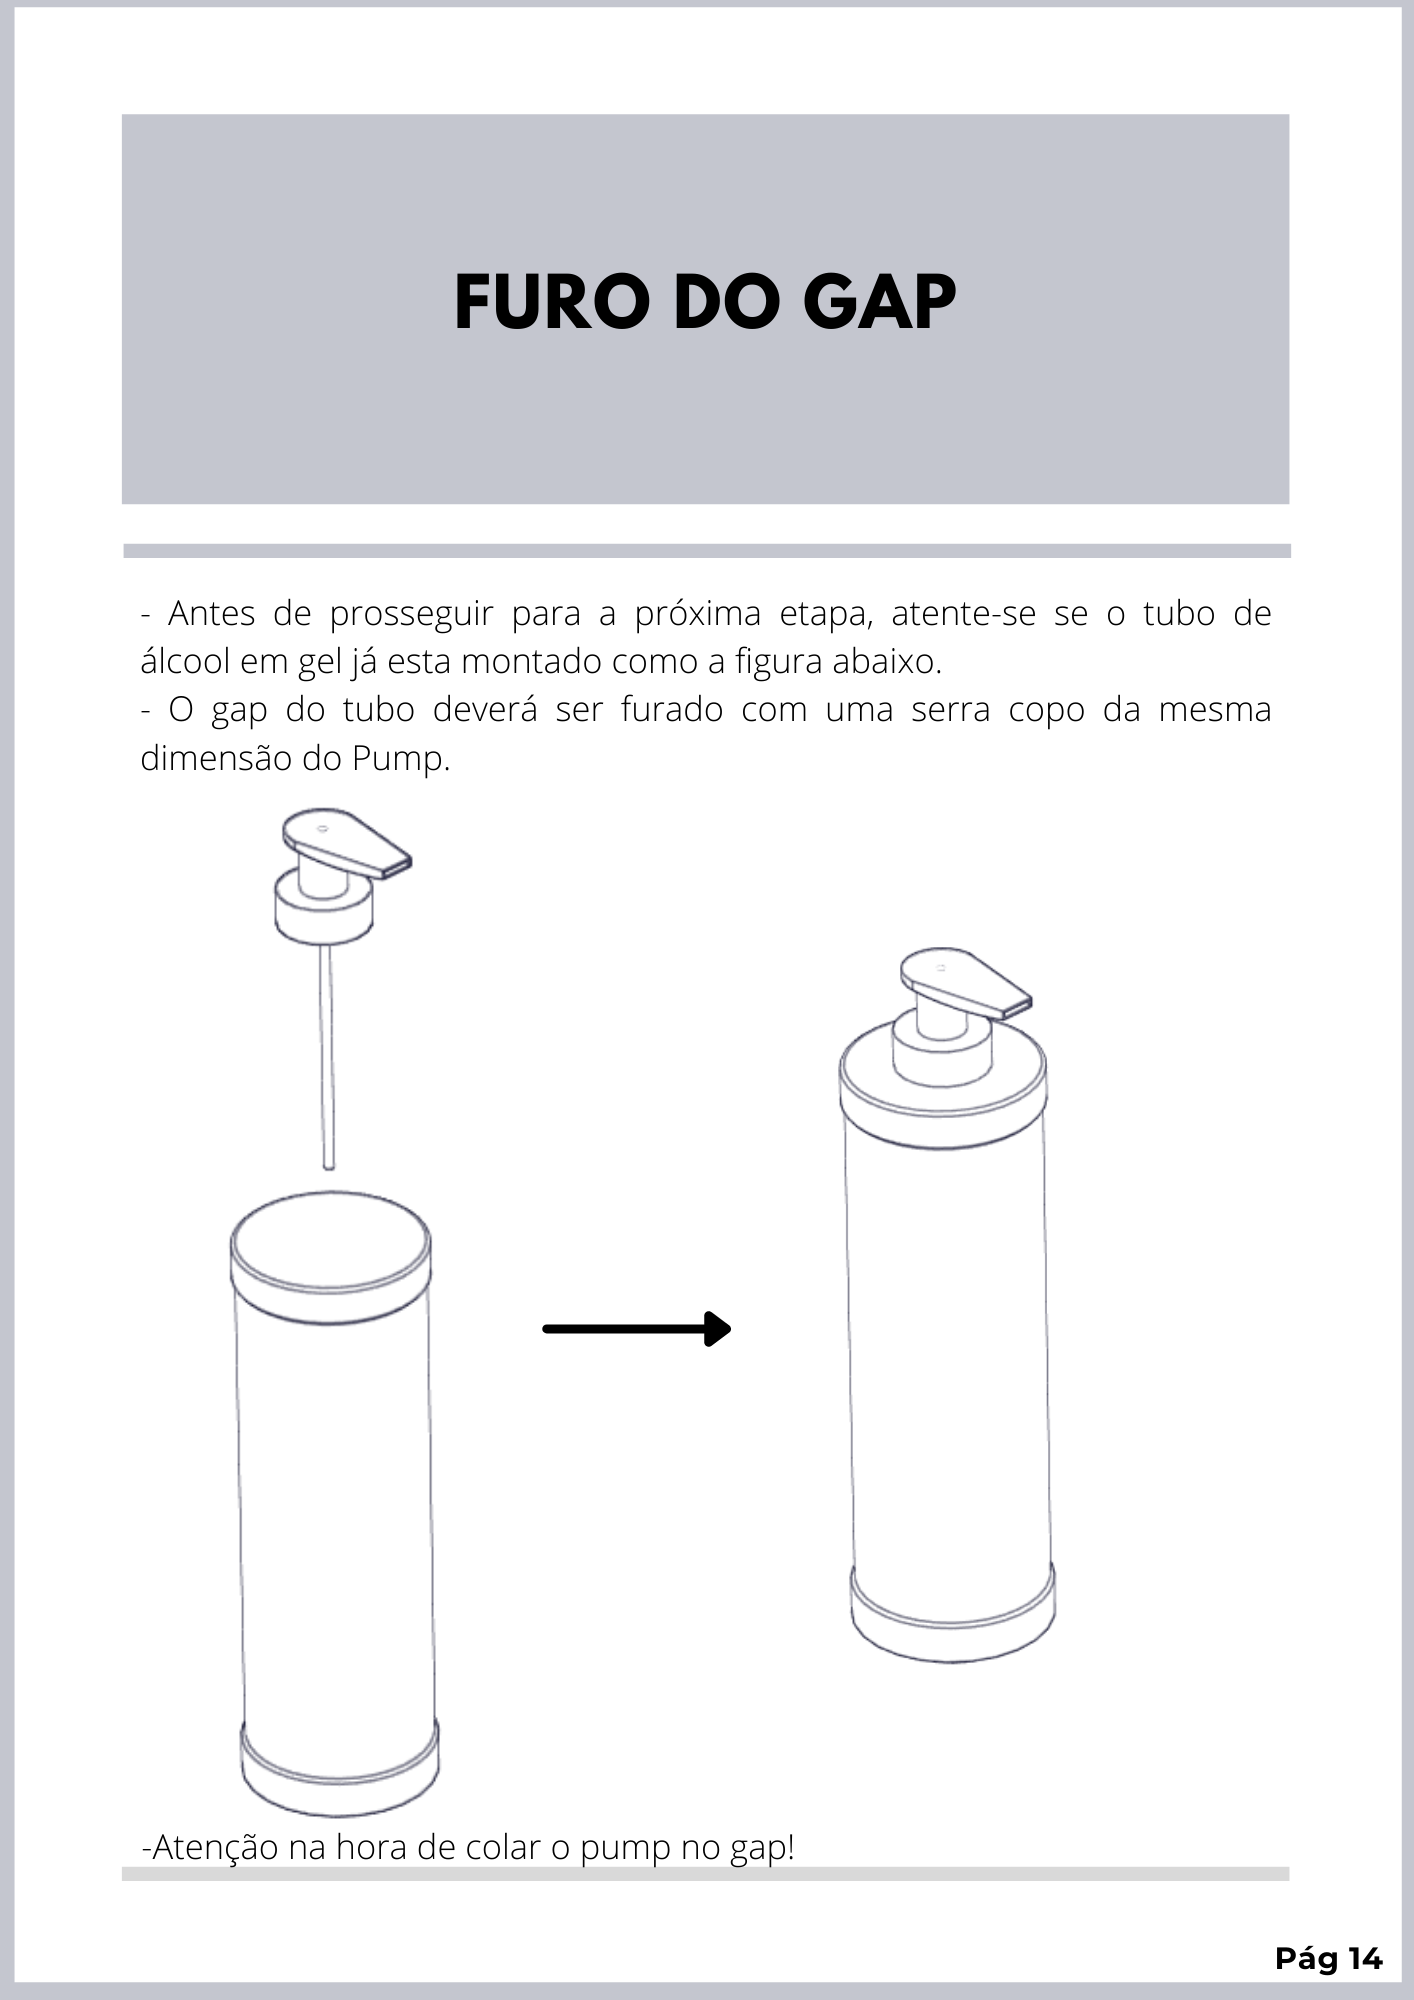 FURO DO GAP
- Antes de prosseguir para a próxima etapa, atente-se se o tubo de
álcool em gel já esta montado como a figura abaixo.
- O gap do tubo deverá ser furado com uma serra copo da mesma
dimensão do Pump.
-Atenção na hora de colar o pump no gap!
Pág 14